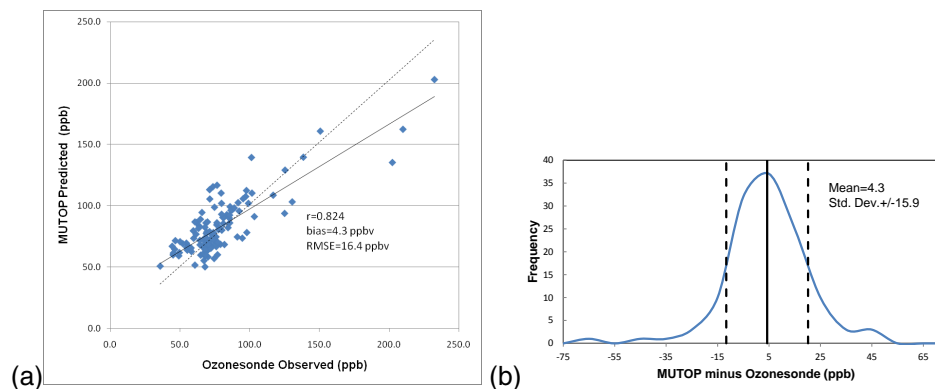 250.0
200.0
150.0
100.0
50.0
0.0
MUTOP Predicted (ppb)
r=0.824
bias=4.3 ppbv
RMSE=16.4 ppbv
0.0 50.0 100.0 150.0 200.0 250.0
Ozonesonde Observed (ppb)
(a)
40
35
30
25
20
15
10
5
0
Frequency
Mean=4.3
Std. Dev.+/-15.9
-75 -55 -35 -15 5 25 45 65
MUTOP minus Ozonesonde (ppb)
(b)